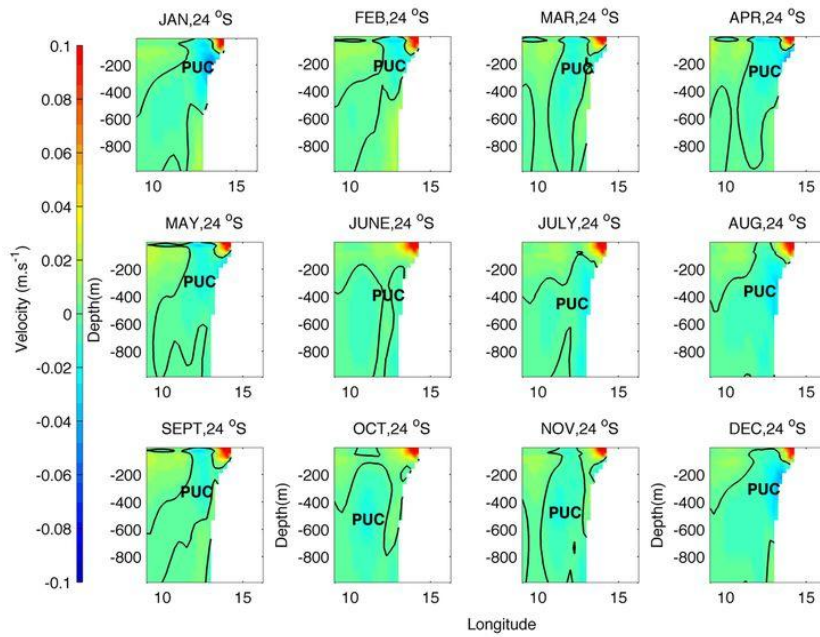 JAN,24 °S
FEB,24 °S
MAR,24 °S
APR,24 °S
0.1
0.08
0.06
0.04
0.02
0
-0.02
-0.04
-0.06
-0.08
-0.1
Velocity (m.s⁻¹)
-200
-400
-600
-800
PUC
10
15
-200
-400
-600
-800
PUC
10
15
-200
-400
-600
-800
PUC
10
15
-200
-400
-600
-800
PUC
10
15
MAY,24 °S
JUNE,24 °S
JULY,24 °S
AUG,24 °S
Depth(m)
-200
-400
-600
-800
PUC
10
15
-200
-400
-600
-800
PUC
10
15
-200
-400
-600
-800
PUC
10
15
-200
-400
-600
-800
PUC
10
15
SEPT,24 °S
OCT,24 °S
NOV,24 °S
DEC,24 °S
-200
-400
-600
-800
PUC
10
15
Depth(m)
-200
-400
-600
-800
PUC
10
15
-200
-400
-600
-800
PUC
10
15
Depth(m)
-200
-400
-600
-800
PUC
10
15
Longitude